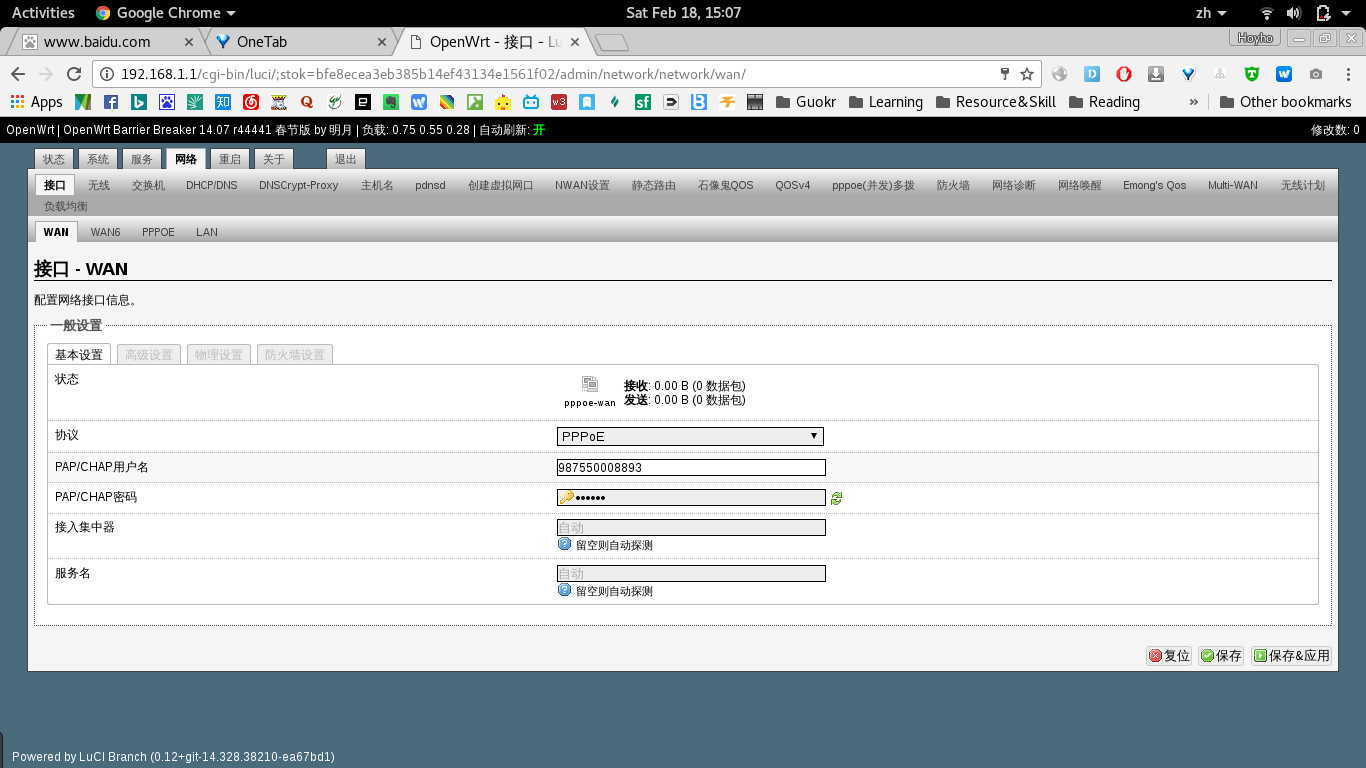 Activities Google Chrome Sat Feb 18, 15:07 zh
www.baidu.com OneTab OpenWrt - 接口 - Lu Hoyho
192.168.1.1/cgi-bin/luci/;stok=bfe8ecea3eb385b14ef43134e1561f02/admin/network/network/wan/
Apps Guokr Learning Resource&Skill Reading » Other bookmarks
OpenWrt | OpenWrt Barrier Breaker 14.07 r44441 春节版 by 明月 | 负载: 0.75 0.55 0.28 | 自动刷新: 开 修改数: 0
状态 系统 服务 网络 重启 关于 退出
接口 无线 交换机 DHCP/DNS DNSCrypt-Proxy 主机名 pdnsd 创建虚拟网口 NWAN设置 静态路由 石像鬼QOS QOSv4 pppoe(并发)多拨 防火墙 网络诊断 网络唤醒 Emong's Qos Multi-WAN 无线计划
负载均衡
WAN WAN6 PPPOE LAN
接口 - WAN
配置网络接口信息。
一般设置
基本设置 高级设置 物理设置 防火墙设置
状态
接收: 0.00 B (0 数据包)
pppoe-wan 发送: 0.00 B (0 数据包)
协议 PPPoE
PAP/CHAP用户名 987550008893
PAP/CHAP密码 ••••••
接入集中器 自动
留空则自动探测
服务名 自动
留空则自动探测
复位 保存 保存&应用
Powered by LuCI Branch (0.12+git-14.328.38210-ea67bd1)